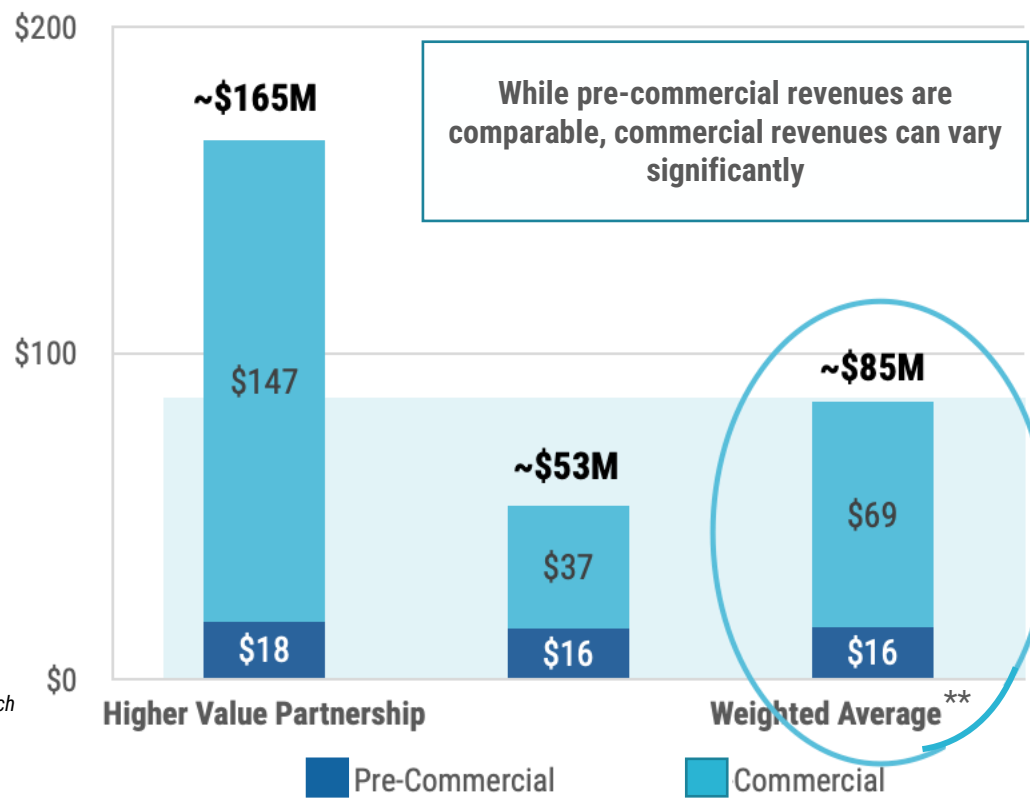 $200
~$165M
While pre-commercial revenues are
comparable, commercial revenues can vary
significantly
$100
~$85M
$147
~$53M
$69
$37
$18
$16
$16
$0
ch
Higher Value Partnership
Weighted Average**
Pre-Commercial
Commercial